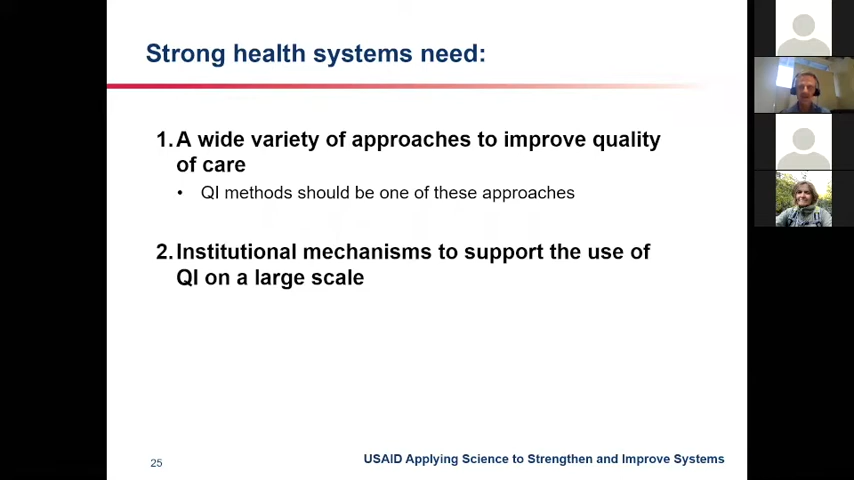 Strong health systems need:
1. A wide variety of approaches to improve quality
of care
• QI methods should be one of these approaches
2. Institutional mechanisms to support the use of
QI on a large scale
25
USAID Applying Science to Strengthen and Improve Systems